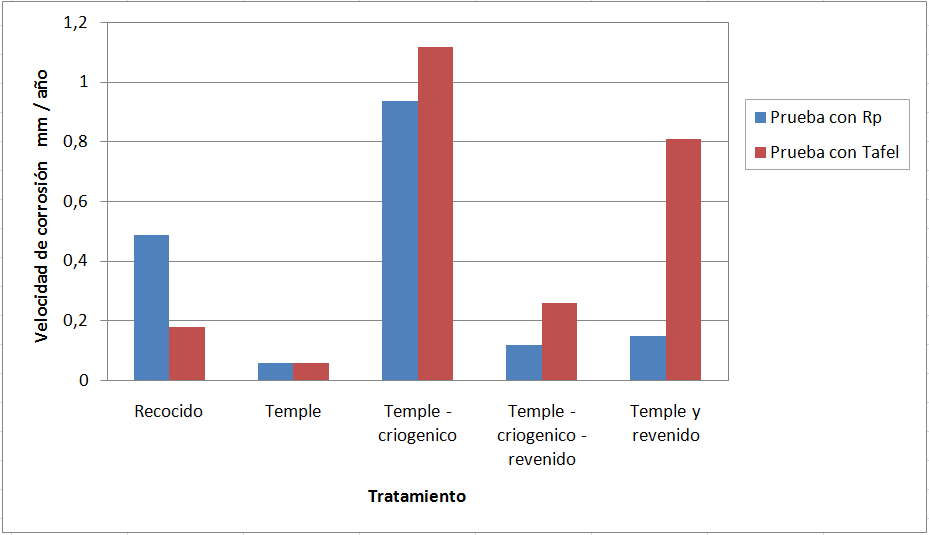 1,2
1
0,8
0,6
0,4
0,2
0
Velocidad de corrosión mm / año
Recocido
Temple
Temple -
criogenico
Temple -
criogenico -
revenido
Temple y
revenido
Tratamiento
Prueba con Rp
Prueba con Tafel